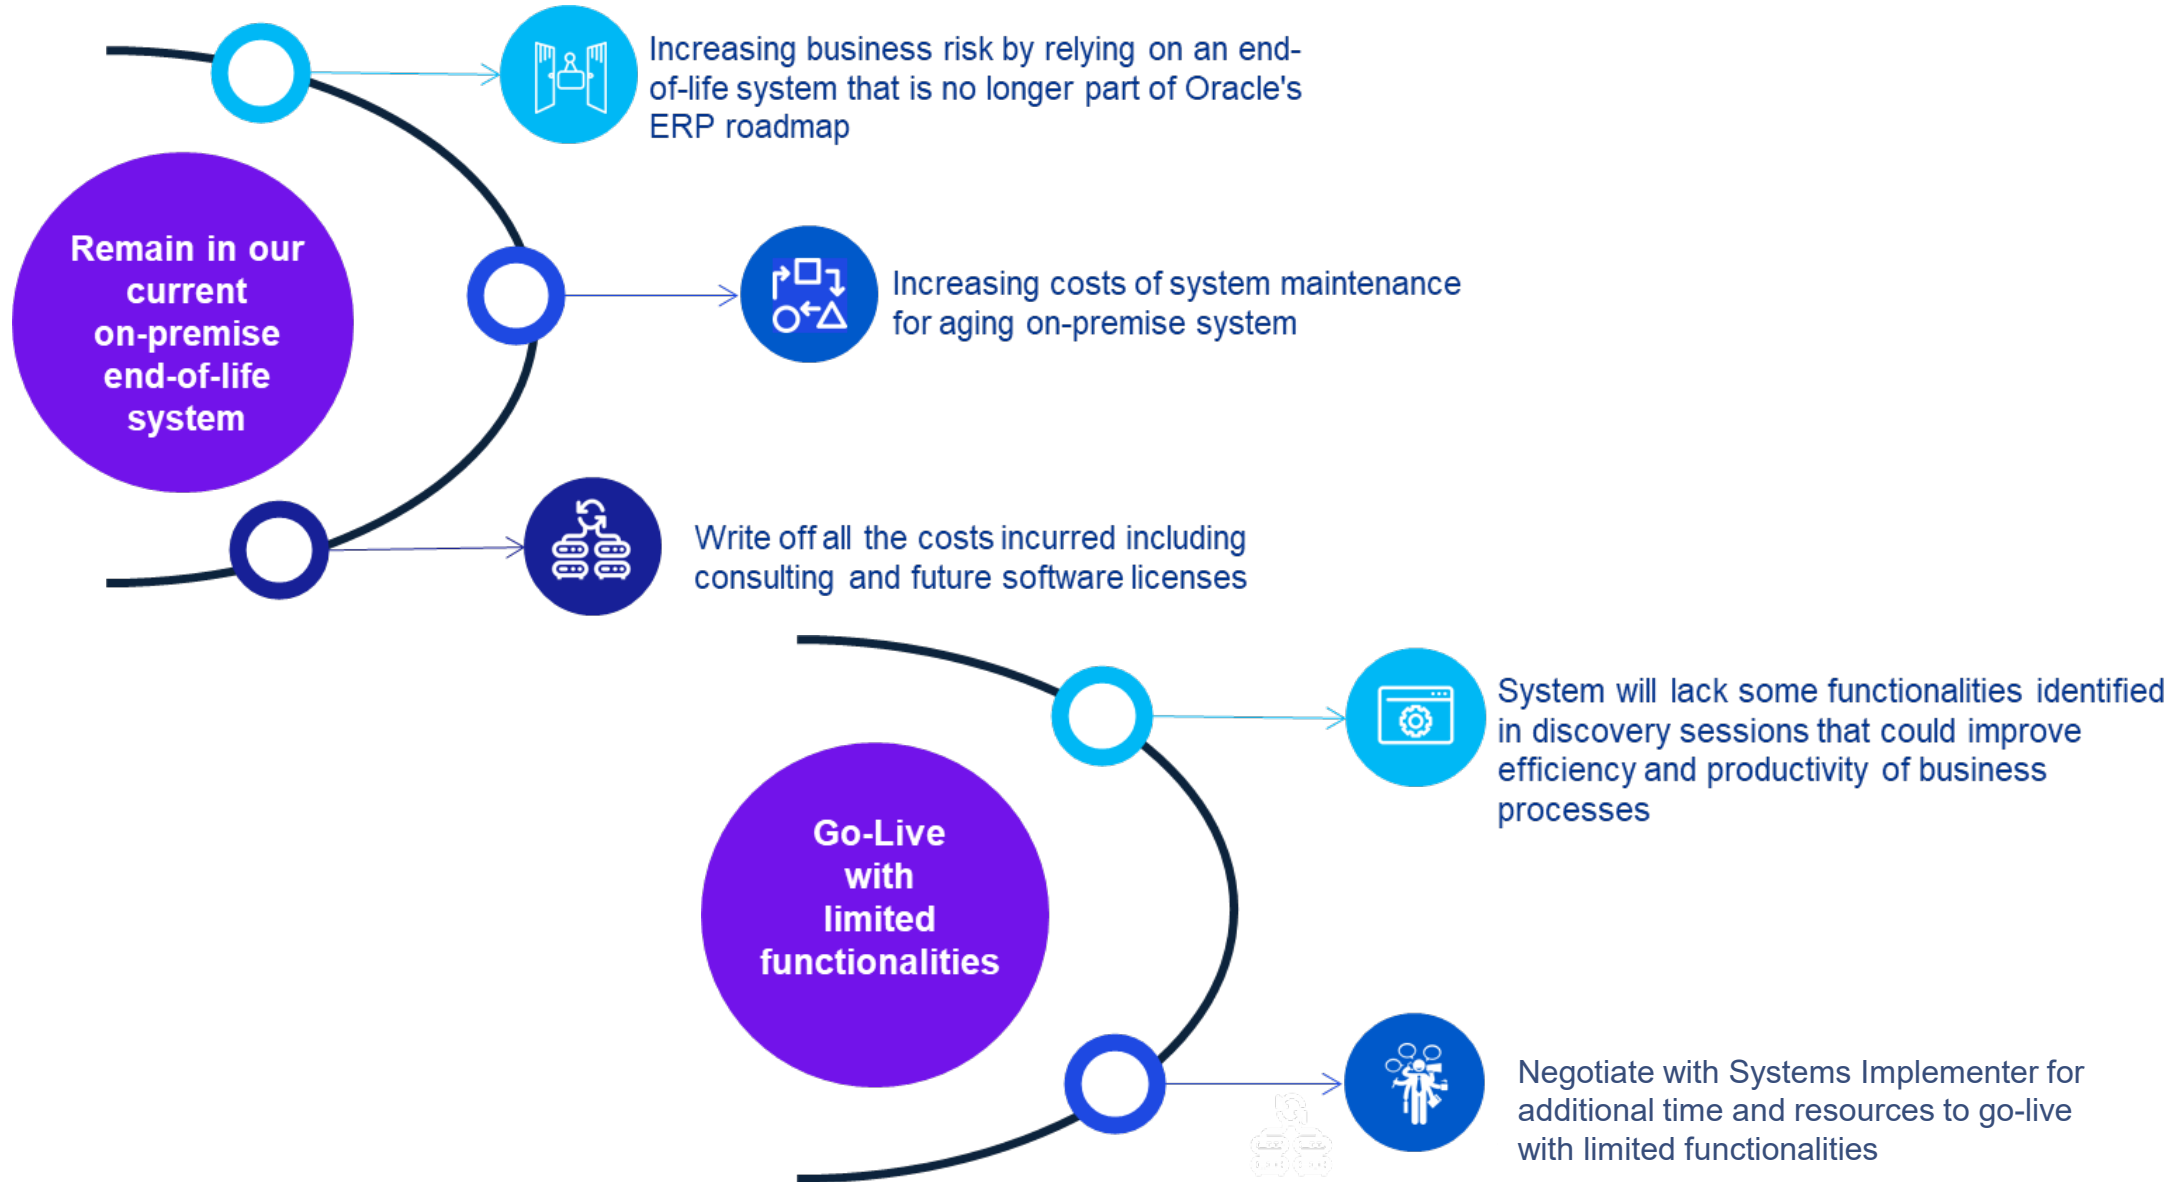 Increasing business risk by relying on an end-
of-life system that is no longer part of Oracle's
ERP roadmap
Remain in our
current
on-premise
end-of-life
system
Increasing costs of system maintenance
for aging on-premise system
Write off all the costs incurred including
consulting and future software licenses
System will lack some functionalities identified
in discovery sessions that could improve
efficiency and productivity of business
processes
Go-Live
with
limited
functionalities
Negotiate with Systems Implementer for
additional time and resources to go-live
with limited functionalities